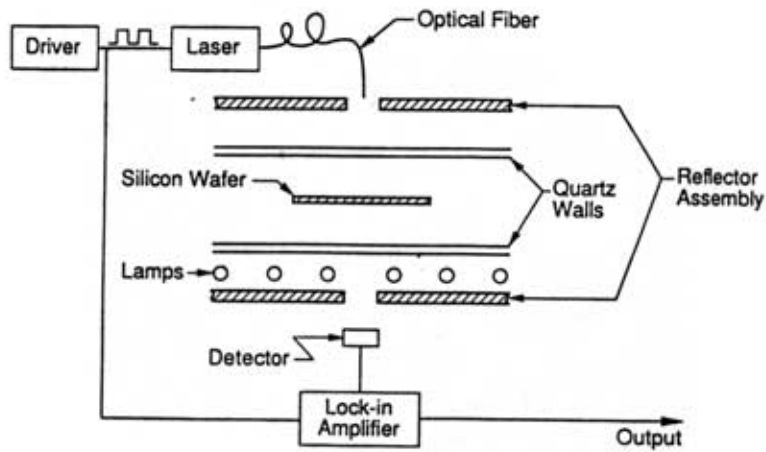 Optical Fiber
Driver
Laser
Silicon Wafer
Quartz
Walls
Reflector
Assembly
Lamps
Detector
Lock-in
Amplifier
Output